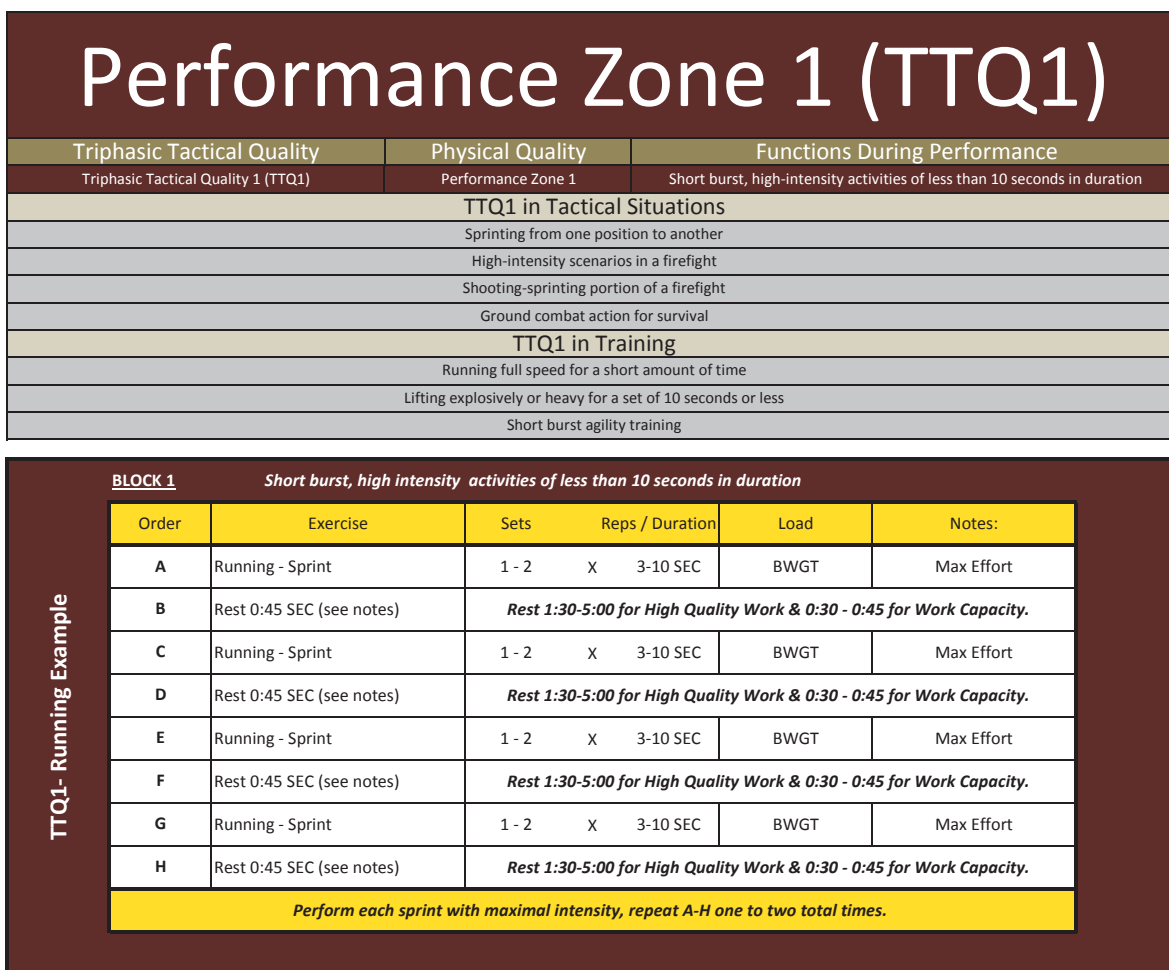 Performance Zone 1 (TTQ1)
Triphasic Tactical Quality Physical Quality Functions During Performance
Triphasic Tactical Quality 1 (TTQ1) Performance Zone 1 Short burst, high-intensity activities of less than 10 seconds in duration
TTQ1 in Tactical Situations
Sprinting from one position to another
High-intensity scenarios in a firefight
Shooting-sprinting portion of a firefight
Ground combat action for survival
TTQ1 in Training
Running full speed for a short amount of time
Lifting explosively or heavy for a set of 10 seconds or less
Short burst agility training
BLOCK 1 Short burst, high intensity activities of less than 10 seconds in duration
TTQ1- Running Example
Order Exercise Sets Reps / Duration Load Notes:
A Running - Sprint 1 - 2 X 3-10 SEC BWGT Max Effort
B Rest 0:45 SEC (see notes) Rest 1:30-5:00 for High Quality Work & 0:30 - 0:45 for Work Capacity.
C Running - Sprint 1 - 2 X 3-10 SEC BWGT Max Effort
D Rest 0:45 SEC (see notes) Rest 1:30-5:00 for High Quality Work & 0:30 - 0:45 for Work Capacity.
E Running - Sprint 1 - 2 X 3-10 SEC BWGT Max Effort
F Rest 0:45 SEC (see notes) Rest 1:30-5:00 for High Quality Work & 0:30 - 0:45 for Work Capacity.
G Running - Sprint 1 - 2 X 3-10 SEC BWGT Max Effort
H Rest 0:45 SEC (see notes) Rest 1:30-5:00 for High Quality Work & 0:30 - 0:45 for Work Capacity.
Perform each sprint with maximal intensity, repeat A-H one to two total times.